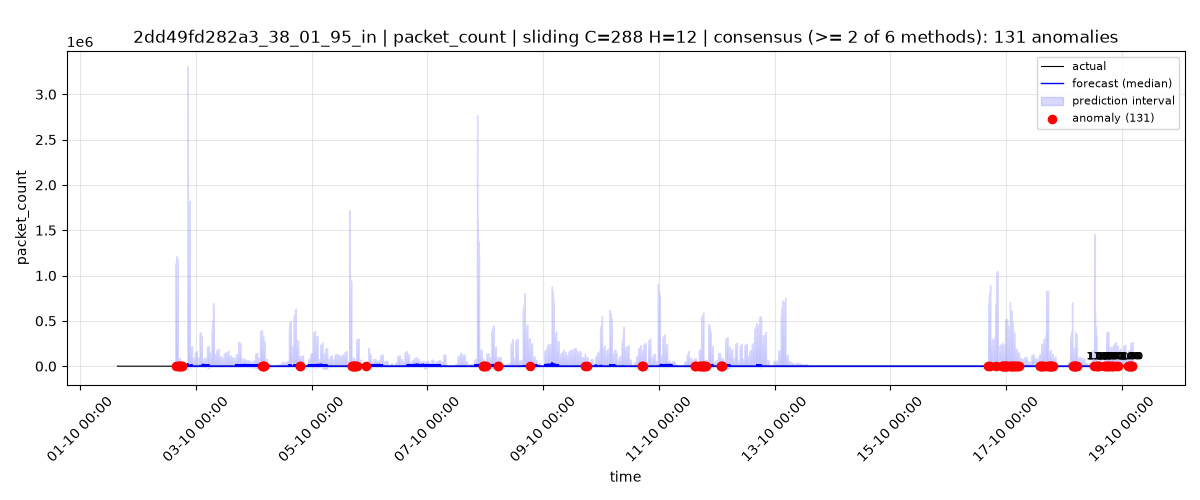 2dd49fd282a3_38_01_95_in | packet_count | sliding C=288 H=12 | consensus (>= 2 of 6 methods): 131 anomalies
1e6
actual
forecast (median)
prediction interval
anomaly (131)
3.0
2.5
2.0
1.5
1.0
0.5
0.0
packet_count
01-10 00:00
03-10 00:00
05-10 00:00
07-10 00:00
09-10 00:00
11-10 00:00
13-10 00:00
15-10 00:00
17-10 00:00
19-10 00:00
time